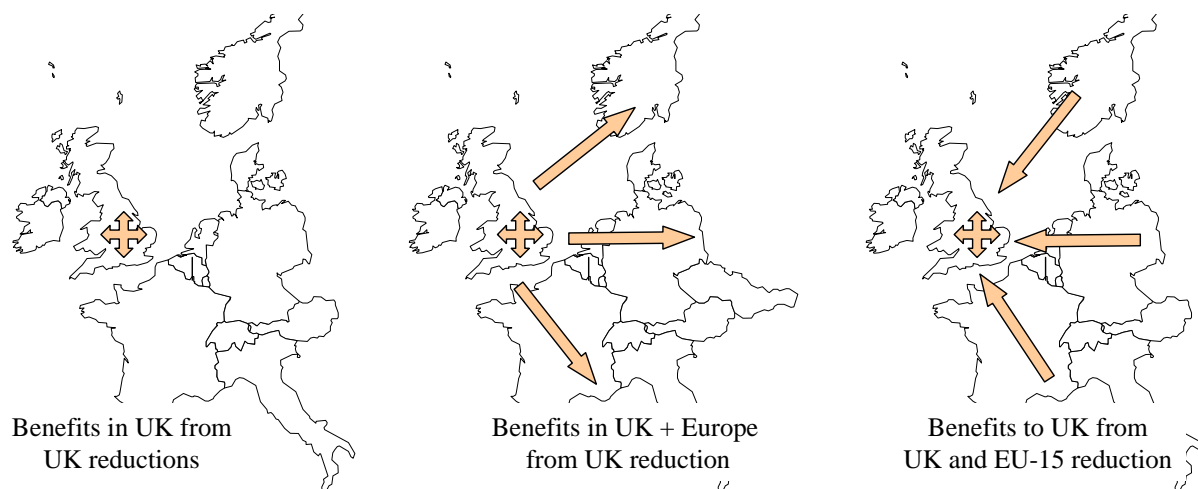 Benefits in UK from
UK reductions
Benefits in UK + Europe
from UK reduction
Benefits to UK from
UK and EU-15 reduction